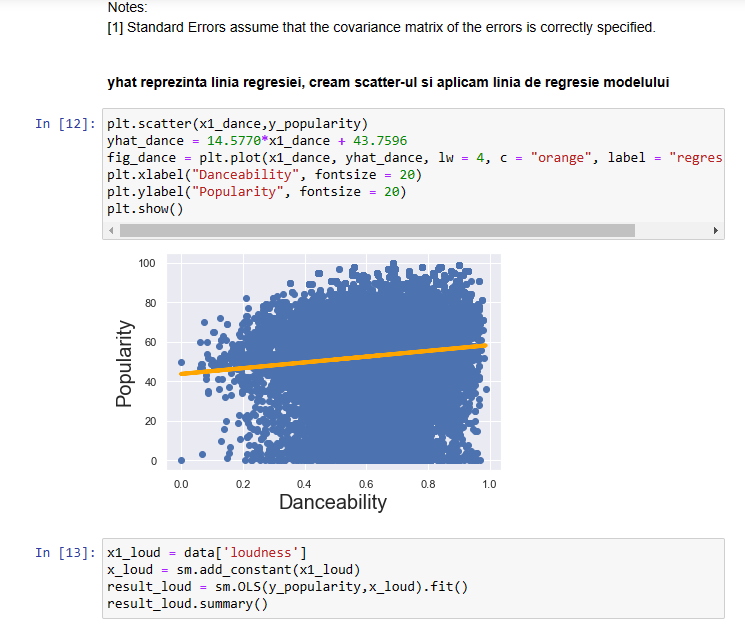 Notes:
[1] Standard Errors assume that the covariance matrix of the errors is correctly specified.
yhat reprezinta linia regresiei, cream scatter-ul si aplicam linia de regresie modelului
In [12]:
plt.scatter(x1_dance,y_popularity)
yhat_dance = 14.5770*x1_dance + 43.7596
fig_dance = plt.plot(x1_dance, yhat_dance, lw = 4, c = "orange", label = "regres
plt.xlabel("Danceability", fontsize = 20)
plt.ylabel("Popularity", fontsize = 20)
plt.show()
100
80
60
40
20
0
Popularity
0.0 0.2 0.4 0.6 0.8 1.0
Danceability
In [13]:
x1_loud = data['loudness']
x_loud = sm.add_constant(x1_loud)
result_loud = sm.OLS(y_popularity,x_loud).fit()
result_loud.summary()